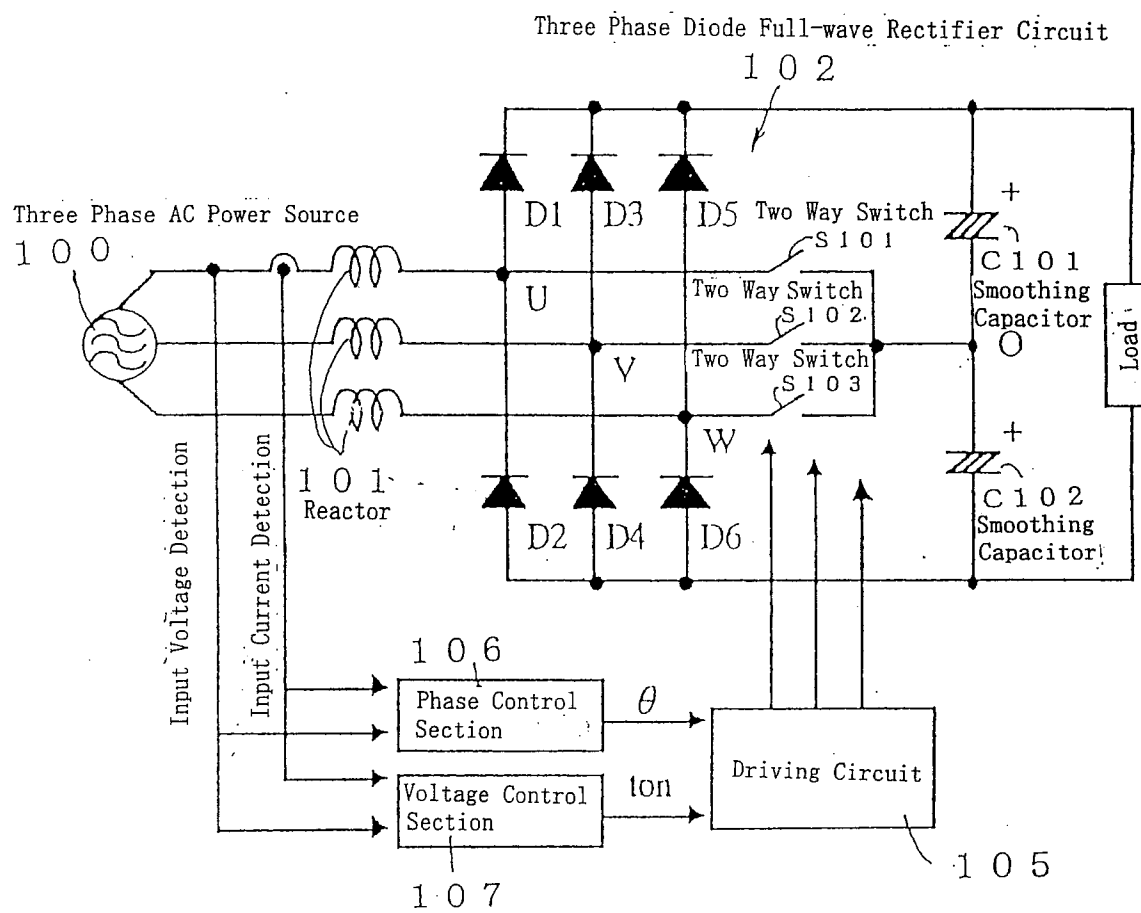 Three Phase Diode Full-wave Rectifier Circuit
102
D1
D3
D5
Two Way Switch
S101
Three Phase AC Power Source
100
+
C101
Smoothing
Capacitor
U
Two Way Switch
S102
V
Two Way Switch
S103
O
Load
W
101
Reactor
+
C102
Smoothing
Capacitor
D2
D4
D6
Input Voltage Detection
Input Current Detection
106
Phase Control
Section
θ
Driving Circuit
Voltage Control
Section
ton
105
107